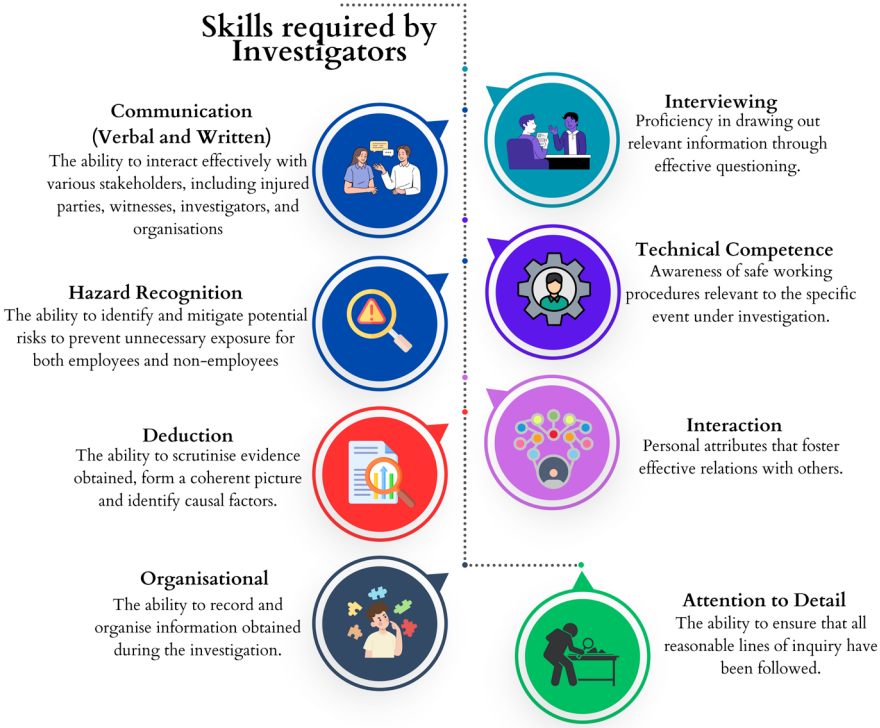 Skills required by
Investigators
Communication
(Verbal and Written)
The ability to interact effectively with
various stakeholders, including injured
parties, witnesses, investigators, and
organisations
Interviewing
Proficiency in drawing out
relevant information through
effective questioning.
Hazard Recognition
The ability to identify and mitigate potential
risks to prevent unnecessary exposure for
both employees and non-employees
Technical Competence
Awareness of safe working
procedures relevant to the specific
event under investigation.
Deduction
The ability to scrutinise evidence
obtained, form a coherent picture
and identify causal factors.
Interaction
Personal attributes that foster
effective relations with others.
Organisational
The ability to record and
organise information obtained
during the investigation.
Attention to Detail
The ability to ensure that all
reasonable lines of inquiry have
been followed.